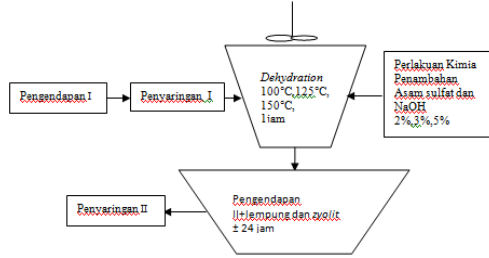 Pengendapan I
Penyaringan I
Dehydration
100°C,125°C,
150°C,
1jam
Perlakuan Kimia
Penambahan
Asam sulfat dan
NaOH
2%,3%,5%
Pengendapan
II+lempung dan zyolit
± 24 jam
Penyaringan II